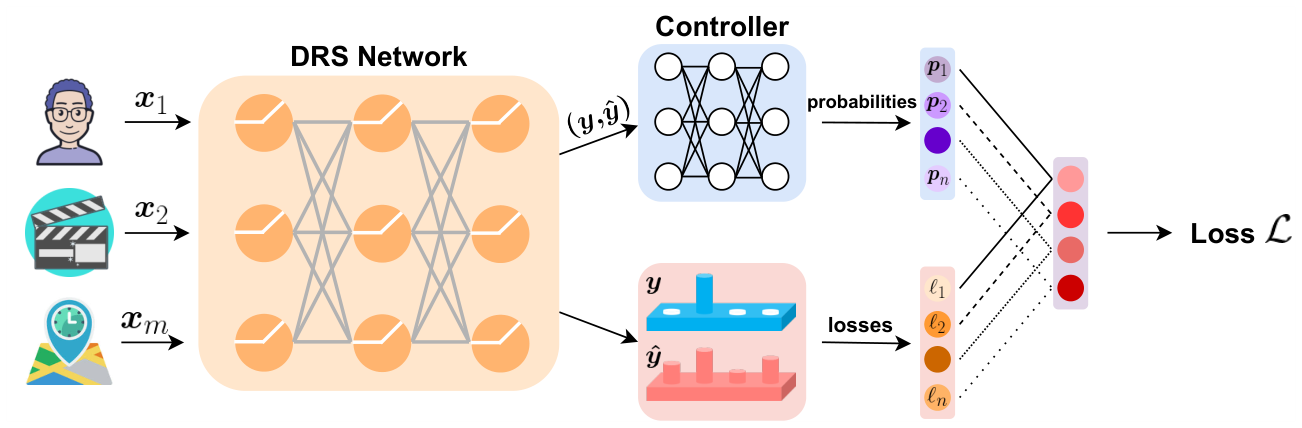 DRS Network
Controller
x₁
x₂
xₘ
(y,ŷ)
probabilities
p₁
p₂
pₙ
y
ŷ
losses
ℓ₁
ℓ₂
ℓₙ
Loss ℒ